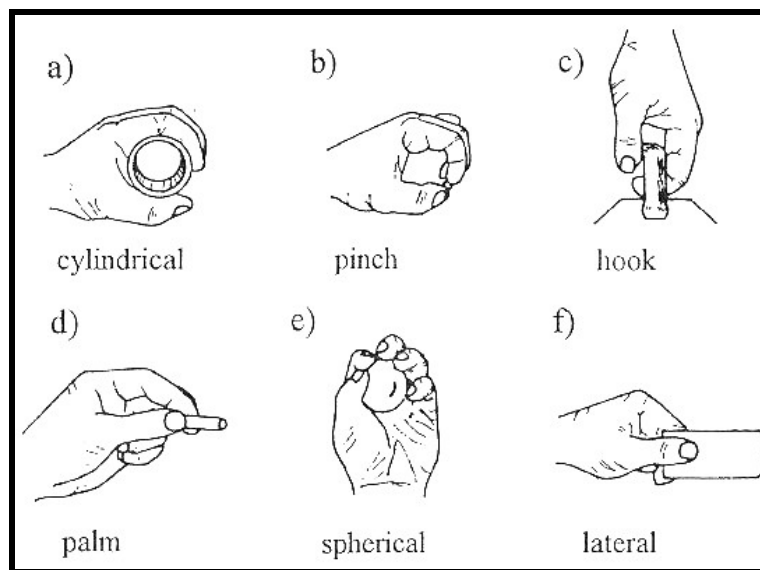 a)
b)
c)
cylindrical
pinch
hook
d)
e)
f)
palm
spherical
lateral